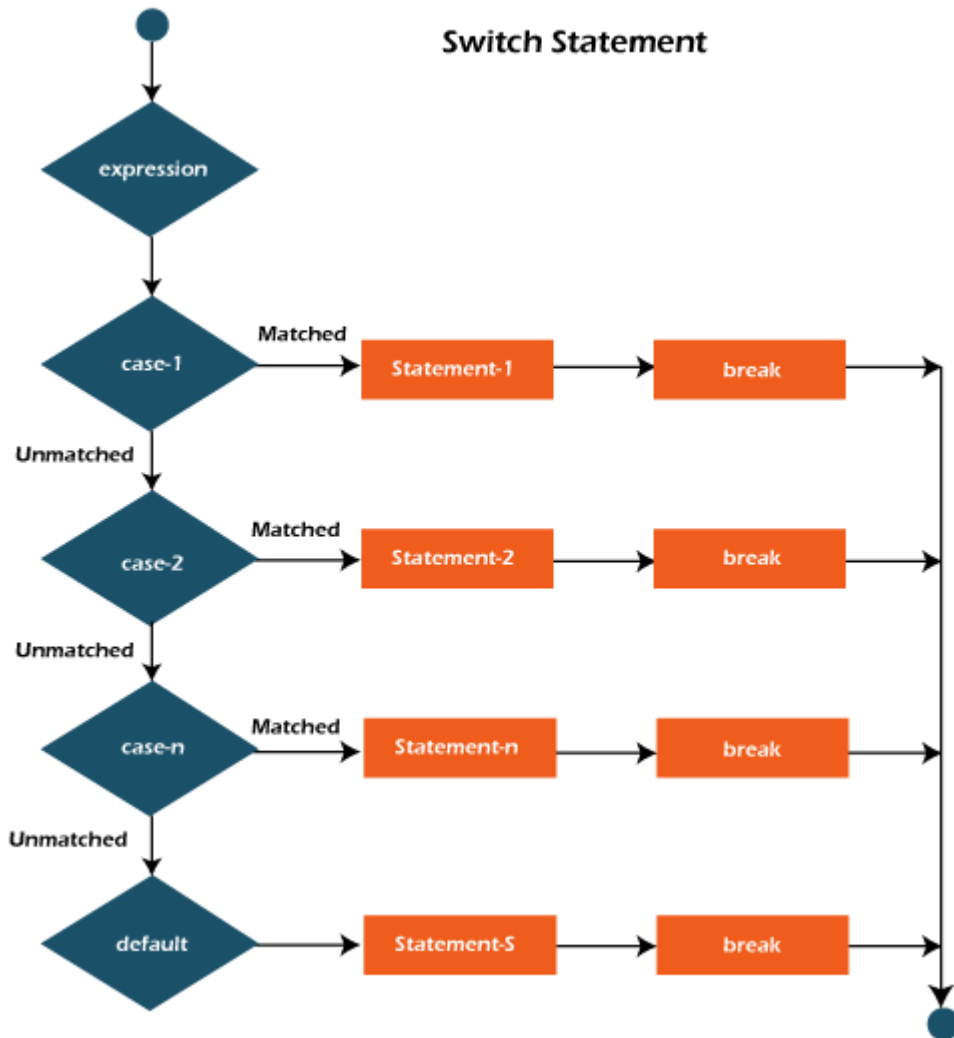 Switch Statement
expression
Matched
case-1
Statement-1
break
Unmatched
Matched
case-2
Statement-2
break
Unmatched
Matched
case-n
Statement-n
break
Unmatched
default
Statement-S
break